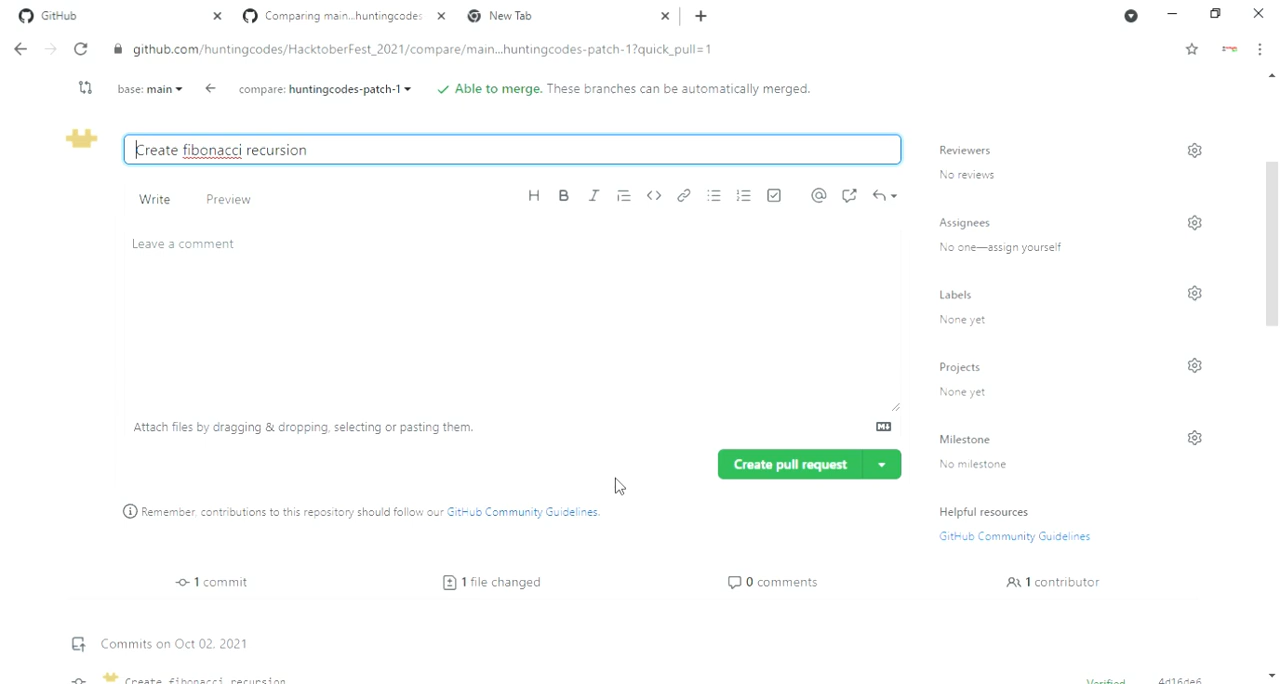 GitHub
Comparing main...huntingcodes
New Tab
github.com/huntingcodes/HacktoberFest_2021/compare/main...huntingcodes-patch-1?quick_pull=1
base: main
compare: huntingcodes-patch-1
Able to merge. These branches can be automatically merged.
Create fibonacci recursion
Write
Preview
Leave a comment
Attach files by dragging & dropping, selecting or pasting them.
Create pull request
Remember, contributions to this repository should follow our GitHub Community Guidelines.
Reviewers
No reviews
Assignees
No one—assign yourself
Labels
None yet
Projects
None yet
Milestone
No milestone
Helpful resources
GitHub Community Guidelines
1 commit
1 file changed
0 comments
1 contributor
Commits on Oct 02, 2021
Create fibonacci recursion
Verified
4d16de6